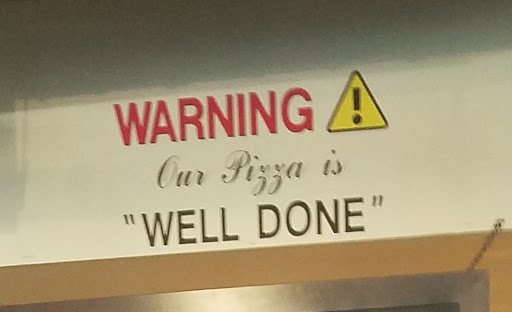 WARNING
Our Pizza is
"WELL DONE"